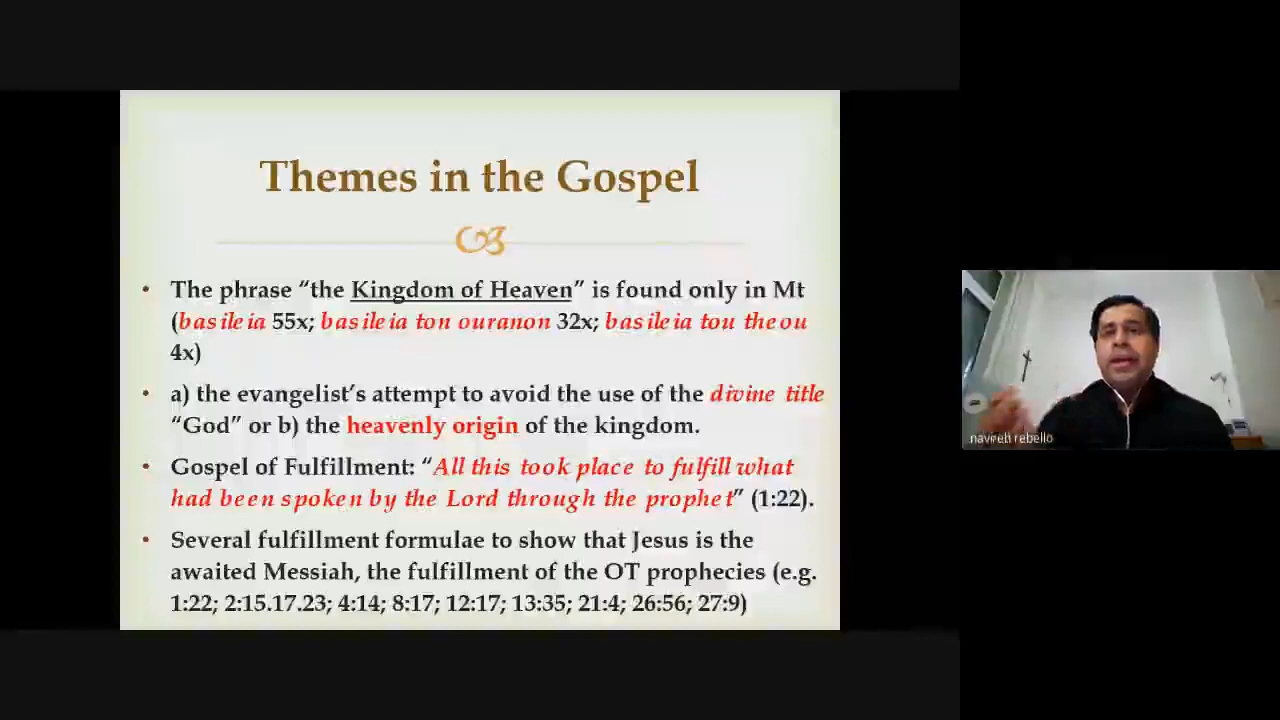 Themes in the Gospel
• The phrase “the Kingdom of Heaven” is found only in Mt
(basileia 55x; basileia ton ouranon 32x; basileia tou theou
4x)
• a) the evangelist’s attempt to avoid the use of the divine title
“God” or b) the heavenly origin of the kingdom.
• Gospel of Fulfillment: “All this took place to fulfill what
had been spoken by the Lord through the prophet” (1:22).
• Several fulfillment formulae to show that Jesus is the
awaited Messiah, the fulfillment of the OT prophecies (e.g.
1:22; 2:15.17.23; 4:14; 8:17; 12:17; 13:35; 21:4; 26:56; 27:9)
navreeti rebello